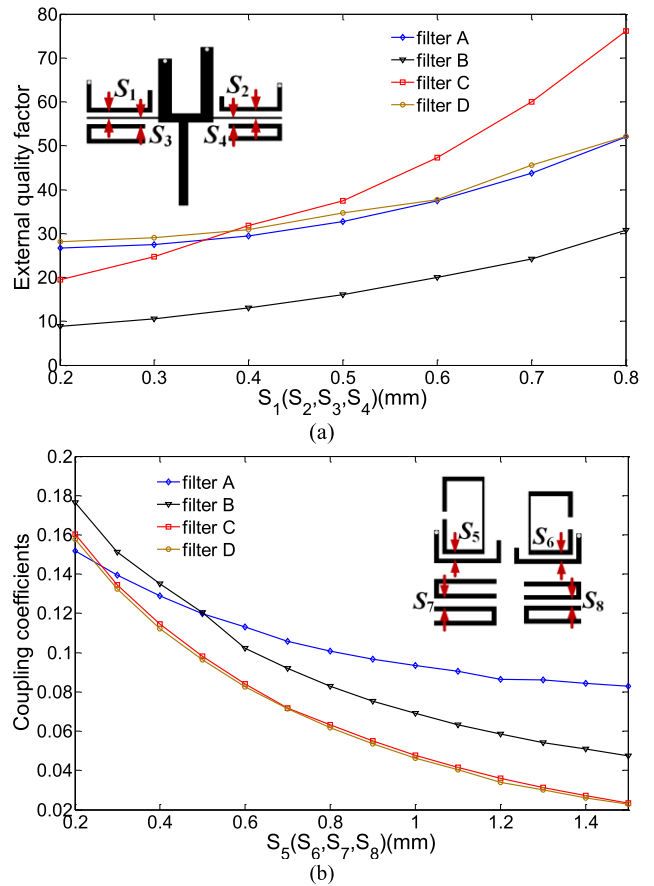 80
70
60
50
40
30
20
10
0
External quality factor
filter A
filter B
filter C
filter D
S1
S2
S3
S4
0.2 0.3 0.4 0.5 0.6 0.7 0.8
S1(S2,S3,S4)(mm)
(a)
0.2
0.18
0.16
0.14
0.12
0.1
0.08
0.06
0.04
0.02
Coupling coefficients
filter A
filter B
filter C
filter D
S5
S6
S7
S8
0.2 0.4 0.6 0.8 1 1.2 1.4
S5(S6,S7,S8)(mm)
(b)